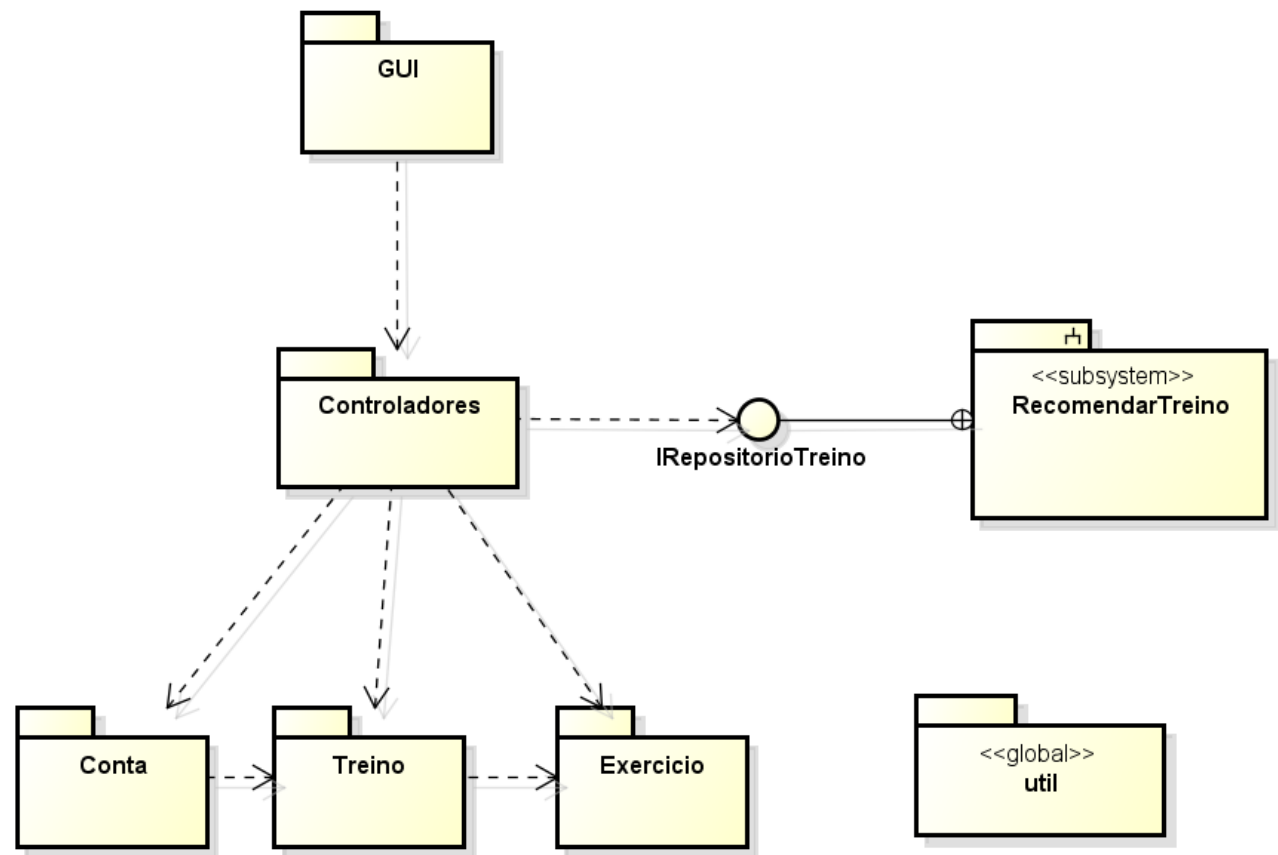 GUI
Controladores
IRepositorioTreino
<<subsystem>>
RecomendarTreino
Conta
Treino
Exercicio
<<global>>
util